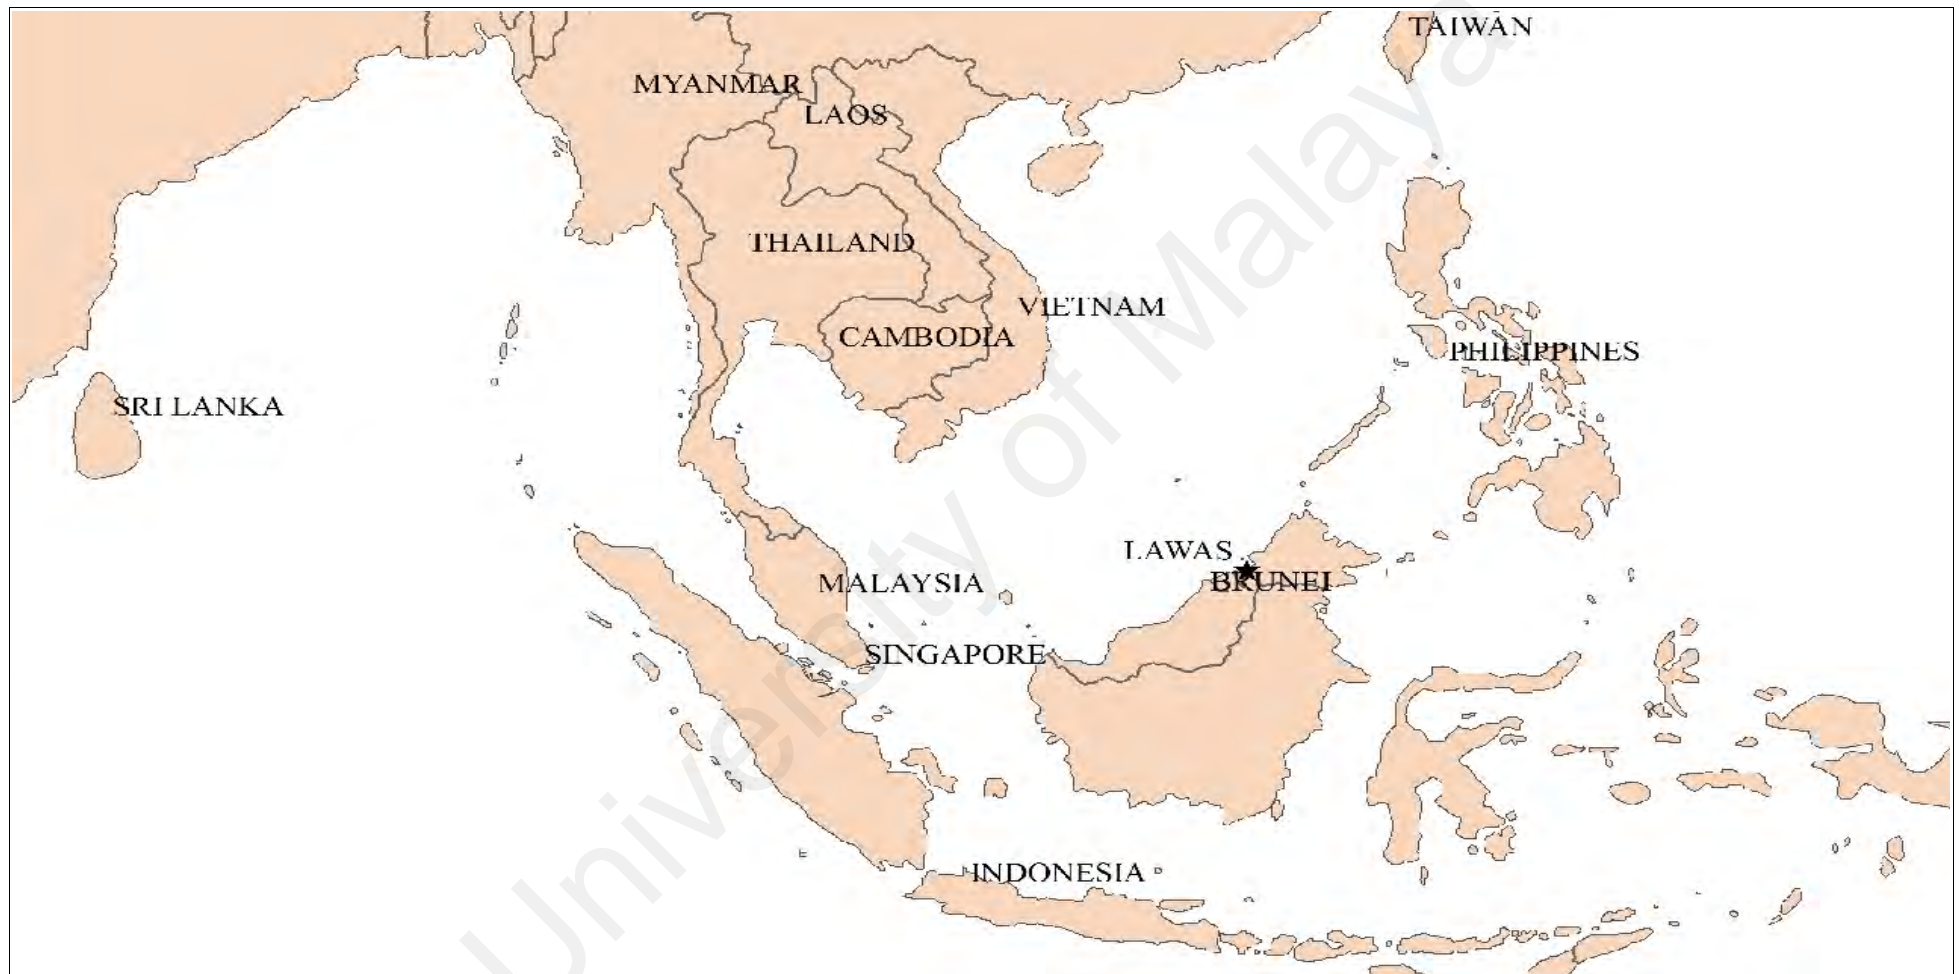 TAIWAN
MYANMAR
LAOS
THAILAND
VIETNAM
CAMBODIA
PHILIPPINES
SRI LANKA
LAWAS
BRUNEI
MALAYSIA
SINGAPORE
INDONESIA
University of Malaya